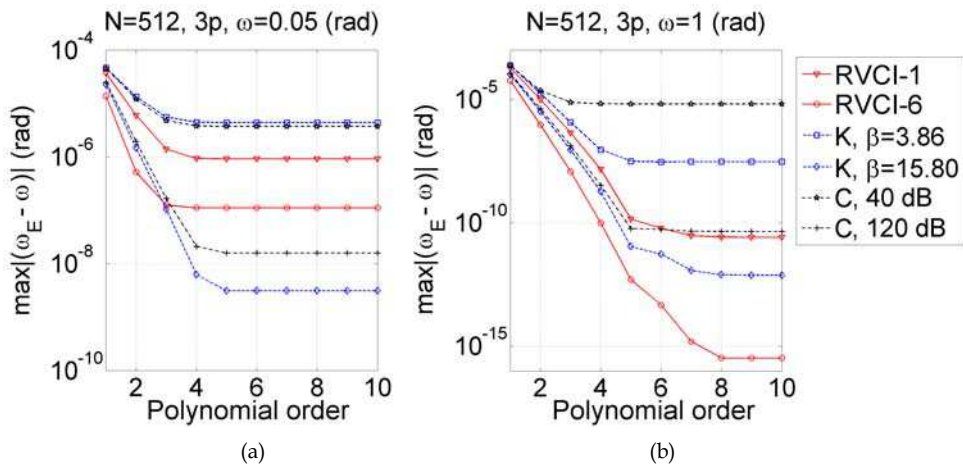 N=512, 3p, ω=0.05 (rad)
max|(ω_E - ω)| (rad)
10^-4
10^-6
10^-8
10^-10
2 4 6 8 10
Polynomial order
(a)
N=512, 3p, ω=1 (rad)
max|(ω_E - ω)| (rad)
10^-5
10^-10
10^-15
2 4 6 8 10
Polynomial order
(b)
RVCI-1
RVCI-6
K, β=3.86
K, β=15.80
C, 40 dB
C, 120 dB